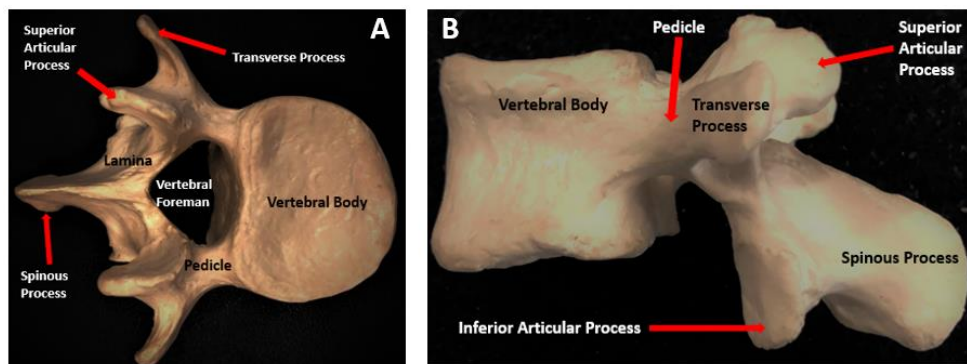 A
Superior
Articular
Process
Transverse Process
Lamina
Vertebral
Foreman
Vertebral Body
Pedicle
Spinous
Process
B
Pedicle
Superior
Articular
Process
Vertebral Body
Transverse
Process
Spinous Process
Inferior Articular Process